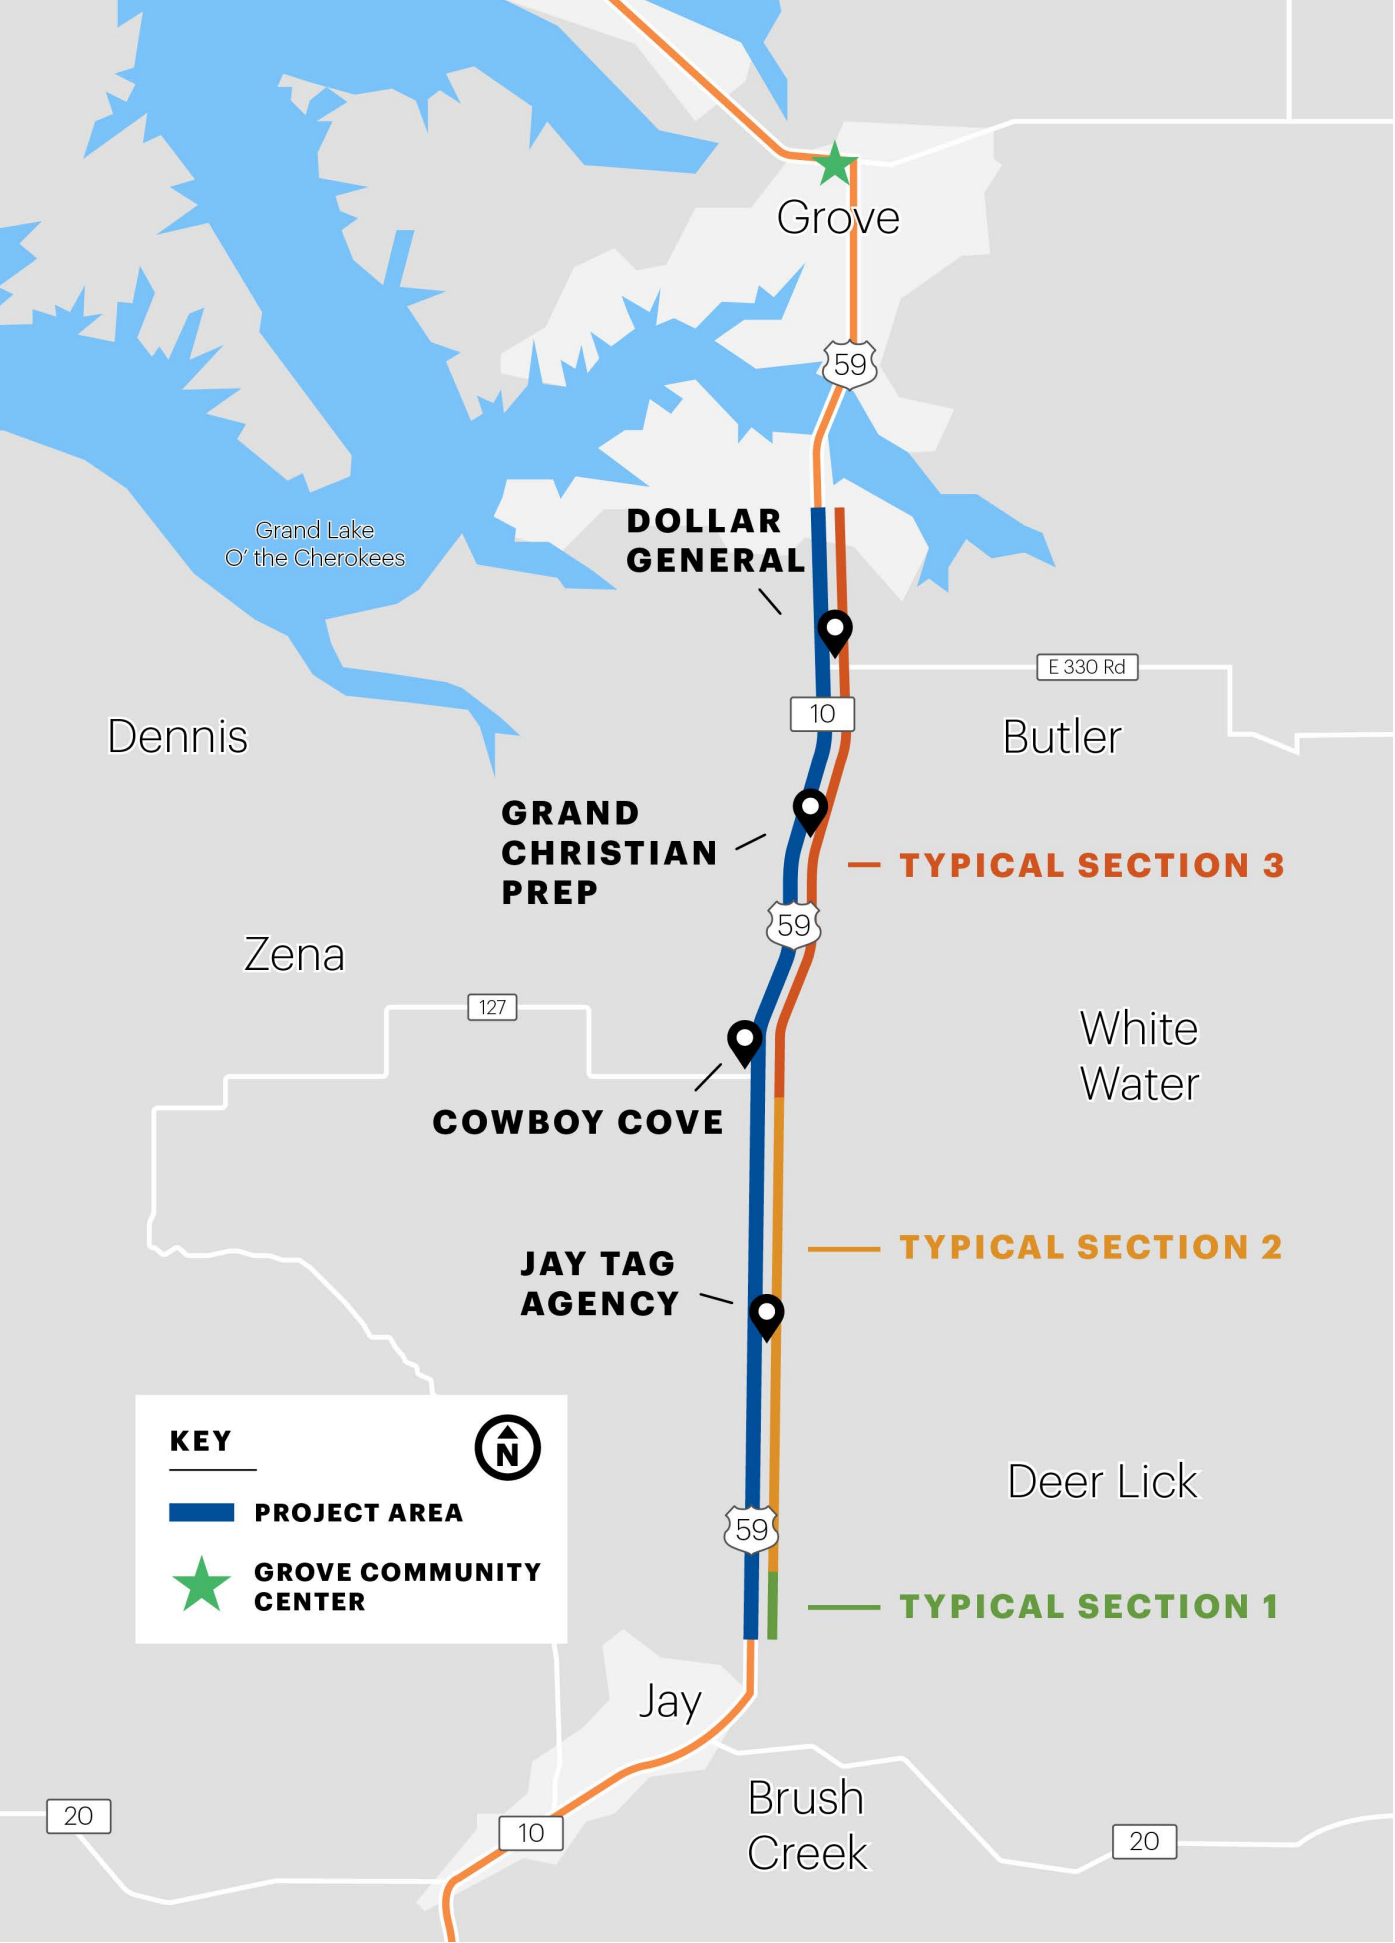 Grove
59
DOLLAR
GENERAL
Grand Lake
O' the Cherokees
E 330 Rd
10
Dennis
Butler
GRAND
CHRISTIAN
PREP
TYPICAL SECTION 3
59
Zena
127
White
Water
COWBOY COVE
TYPICAL SECTION 2
JAY TAG
AGENCY
KEY
N
PROJECT AREA
GROVE COMMUNITY
CENTER
Deer Lick
59
TYPICAL SECTION 1
Jay
Brush
Creek
20
10
20